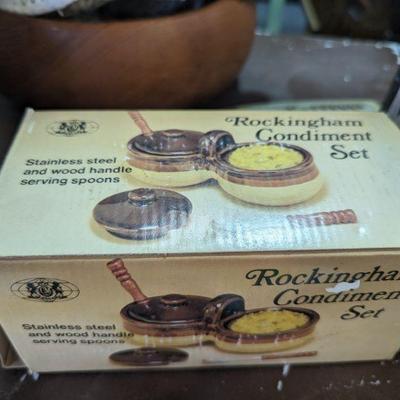 Rockingham
Condiment
Set
Stainless steel
and wood handle
serving spoons
Rockingham
Condiment
Set
Stainless steel
and wood handle
serving spoons